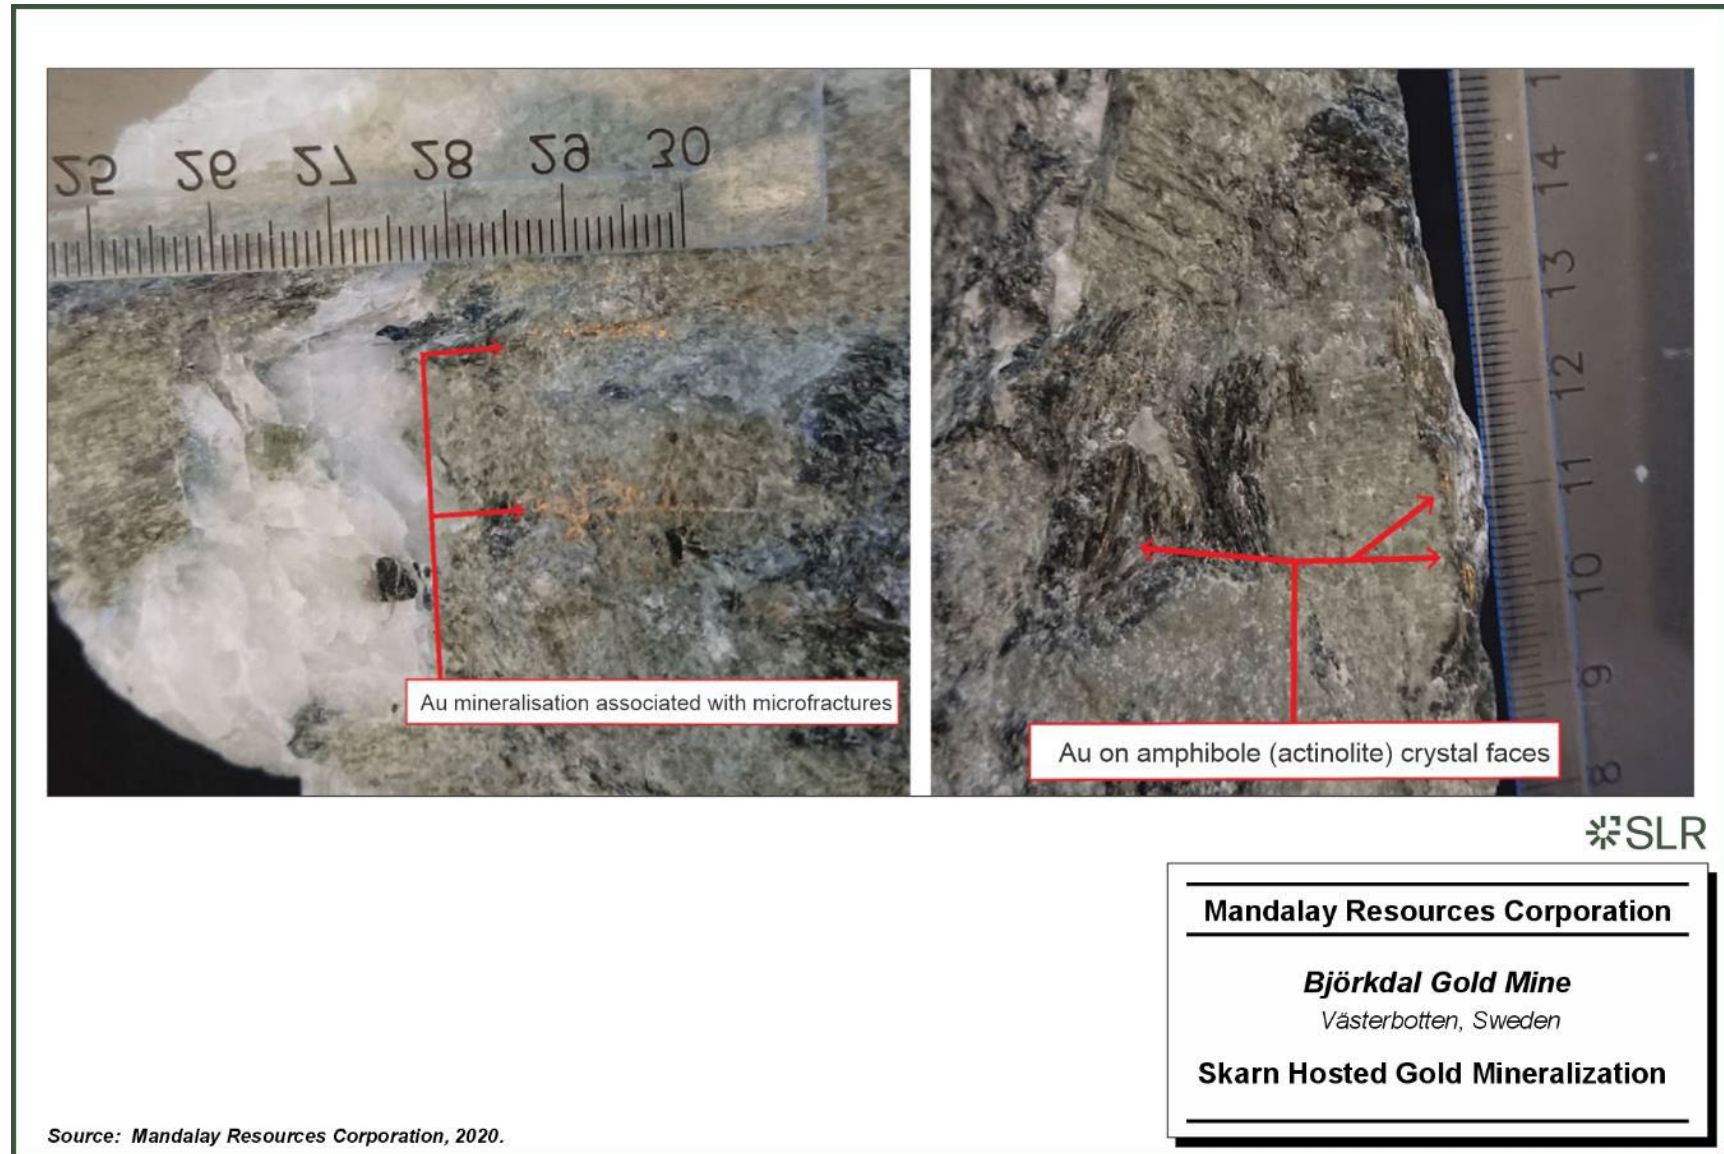 25 26 27 28 29 30
1
14
13
12
11
10
9
8
Au mineralisation associated with microfractures
Au on amphibole (actinolite) crystal faces
SLR
Mandalay Resources Corporation
Björkdal Gold Mine
Västerbotten, Sweden
Skarn Hosted Gold Mineralization
Source: Mandalay Resources Corporation, 2020.